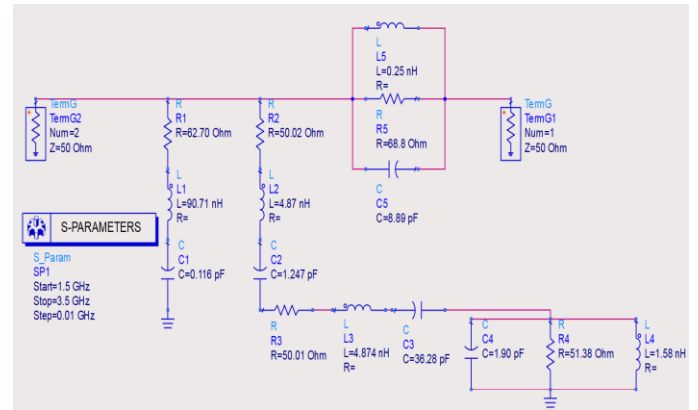 L
L5
L=0.25 nH
R=
R
R5
R=68.8 Ohm
C
C5
C=8.89 pF
TermG
TermG2
Num=2
Z=50 Ohm
R
R1
R=62.70 Ohm
R
R2
R=50.02 Ohm
TermG
TermG1
Num=1
Z=50 Ohm
L
L1
L=90.71 nH
R=
L
L2
L=4.87 nH
R=
S-PARAMETERS
S_Param
SP1
Start=1.5 GHz
Stop=3.5 GHz
Step=0.01 GHz
C
C1
C=0.116 pF
C
C2
C=1.247 pF
R
R3
R=50.01 Ohm
L
L3
L=4.874 nH
R=
C
C3
C=36.28 pF
C
C4
C=1.90 pF
R
R4
R=51.38 Ohm
L
L4
L=1.58 nH
R=